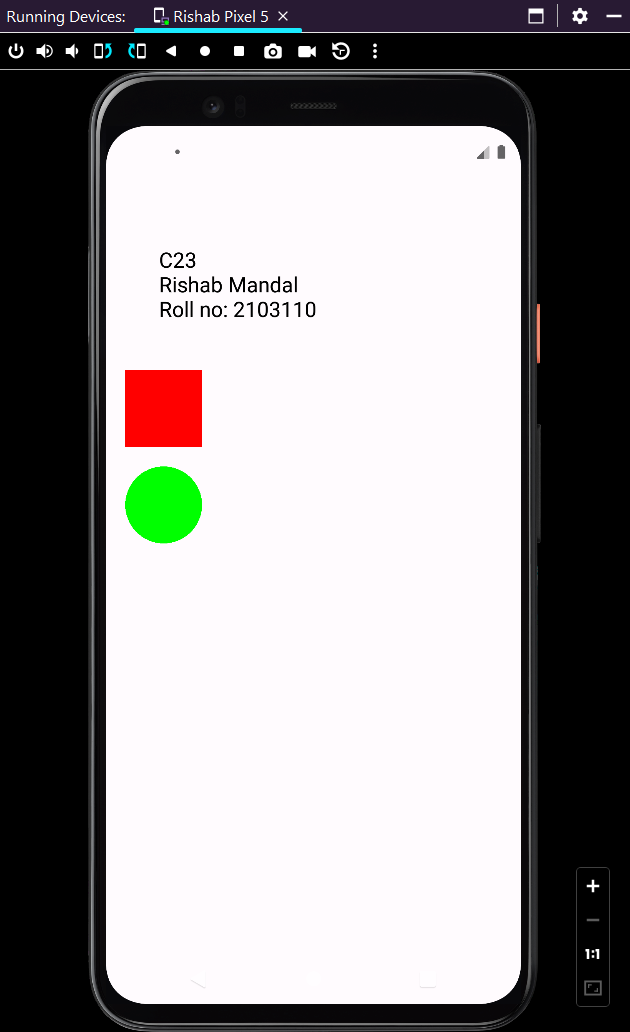 Running Devices: Rishab Pixel 5
C23
Rishab Mandal
Roll no: 2103110
1:1